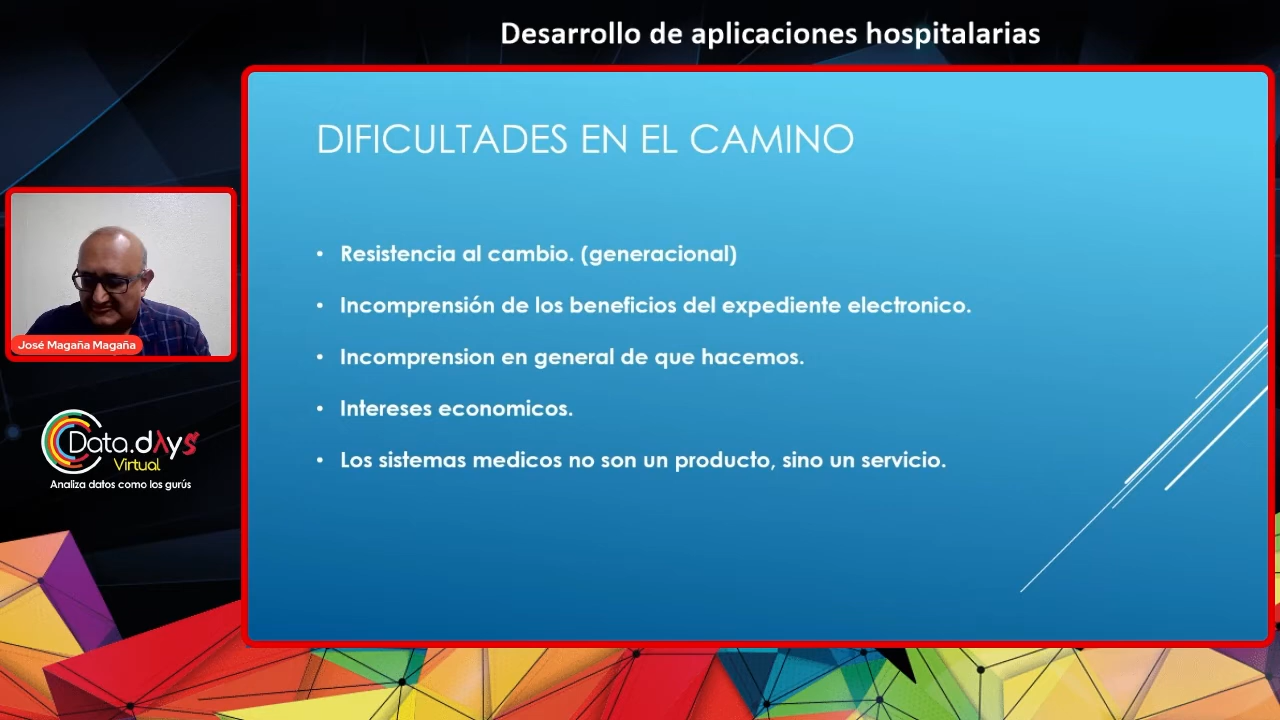 Desarrollo de aplicaciones hospitalarias
DIFICULTADES EN EL CAMINO
• Resistencia al cambio. (generacional)
• Incomprensión de los beneficios del expediente electronico.
• Incomprension en general de que hacemos.
• Intereses economicos.
• Los sistemas medicos no son un producto, sino un servicio.
José Magaña Magaña
Data.dAys
Virtual
Analiza datos como los gurús